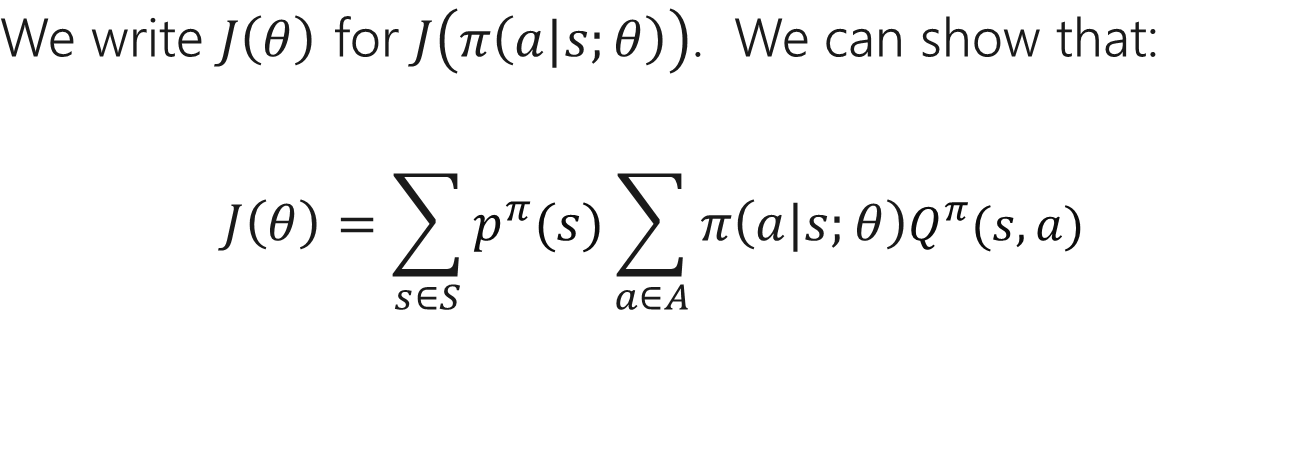 We write J(θ) for J(π(a|s; θ)). We can show that:
J(θ) = ∑_{s∈S} p^π(s) ∑_{a∈A} π(a|s; θ)Q^π(s, a)